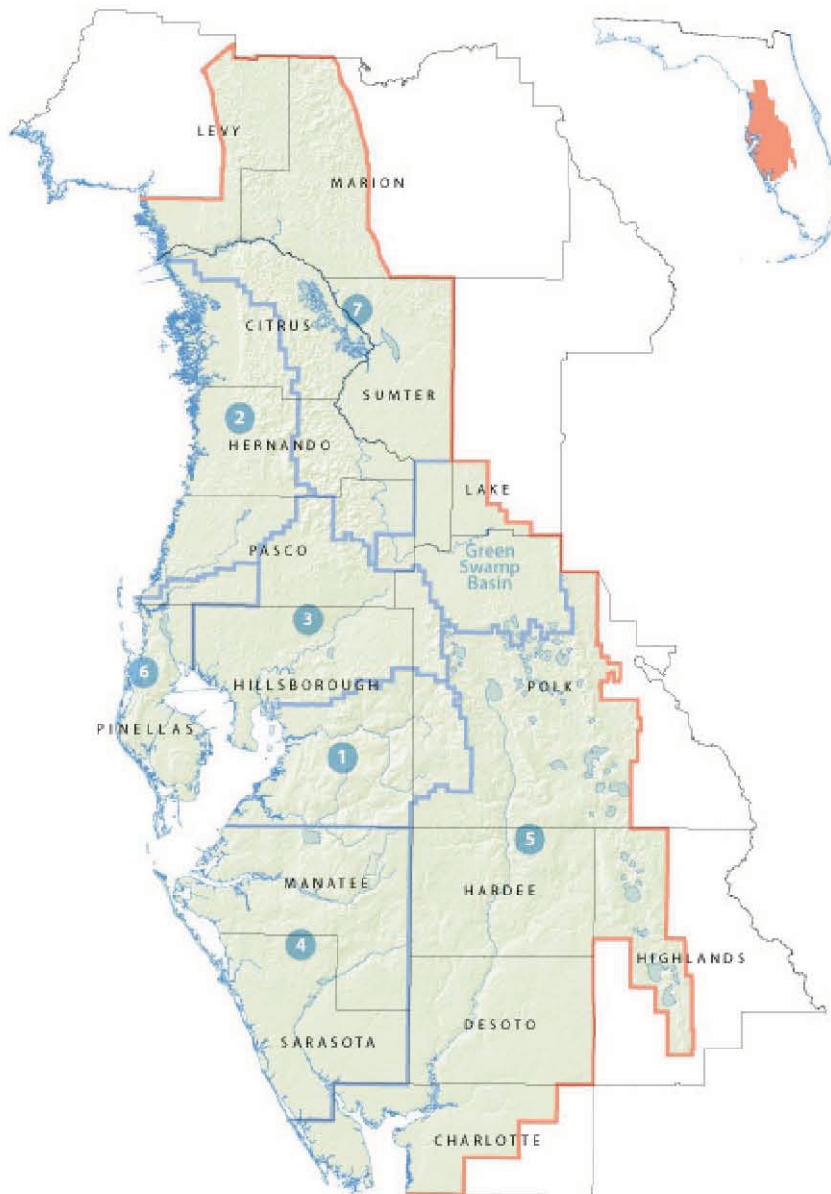 LEVY
MARION
CITRUS
7
SUMTER
2
HERNANDO
LAKE
PASCO
Green
Swamp
Basin
3
6
HILLSBOROUGH
POLK
PINELLAS
1
5
MANATEE
HARDEE
4
HIGHLANDS
DESOTO
SARASOTA
CHARLOTTE